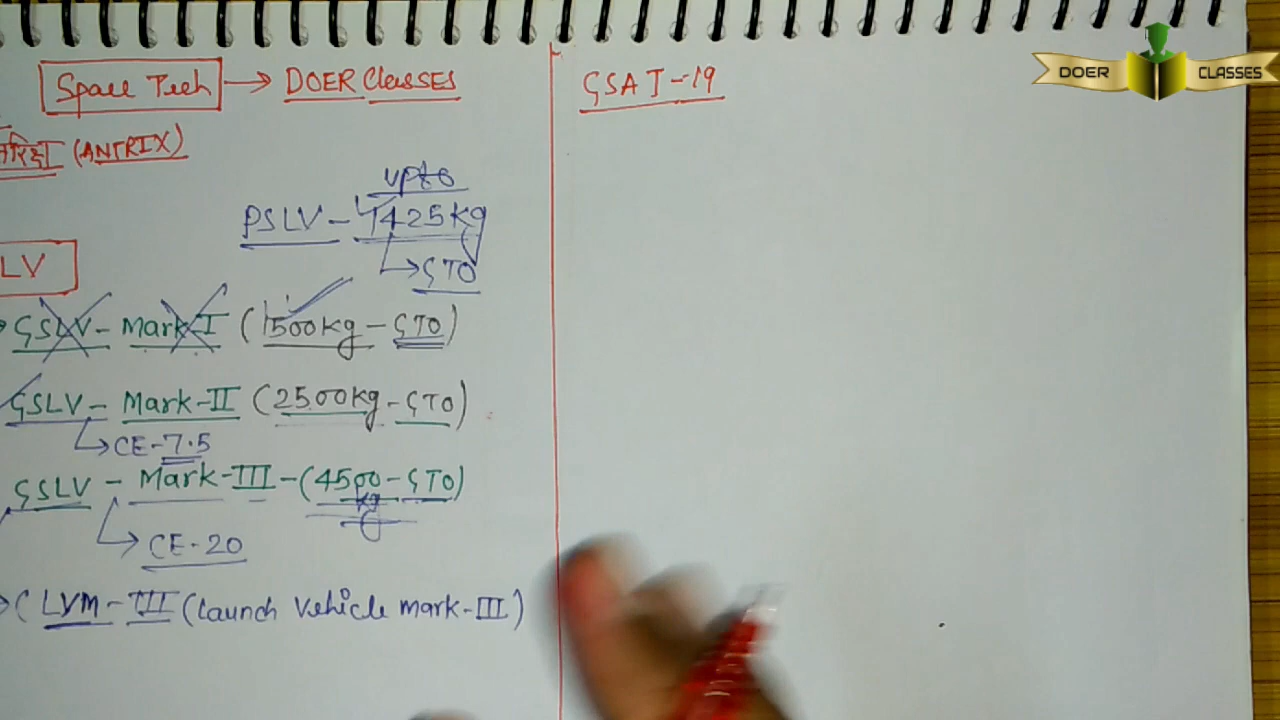 Space Tech → DOER Classes
(ANTRIX)
upto
PSLV - 1425kg
→ GTO
LV
GSLV - Mark-I (1500kg - GTO)
GSLV - Mark-II (2500kg - GTO)
→ CE-7.5
GSLV - Mark-III - (4500 - GTO)
kg
→ CE-20
( LVM-III (Launch Vehicle mark-III)
GSAT-19
DOER CLASSES